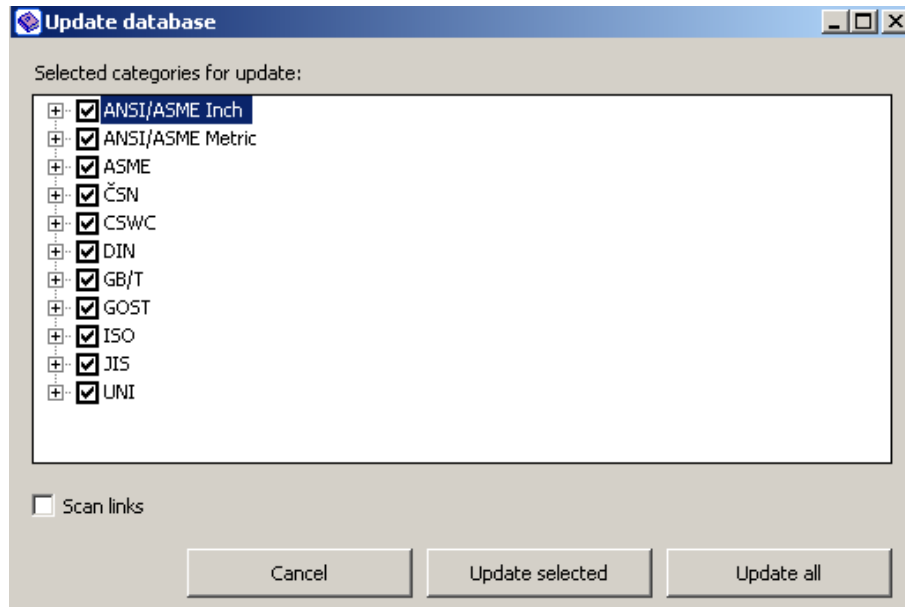 Update database
Selected categories for update:
ANSI/ASME Inch
ANSI/ASME Metric
ASME
ČSN
CSWC
DIN
GB/T
GOST
ISO
JIS
UNI
Scan links
Cancel Update selected Update all